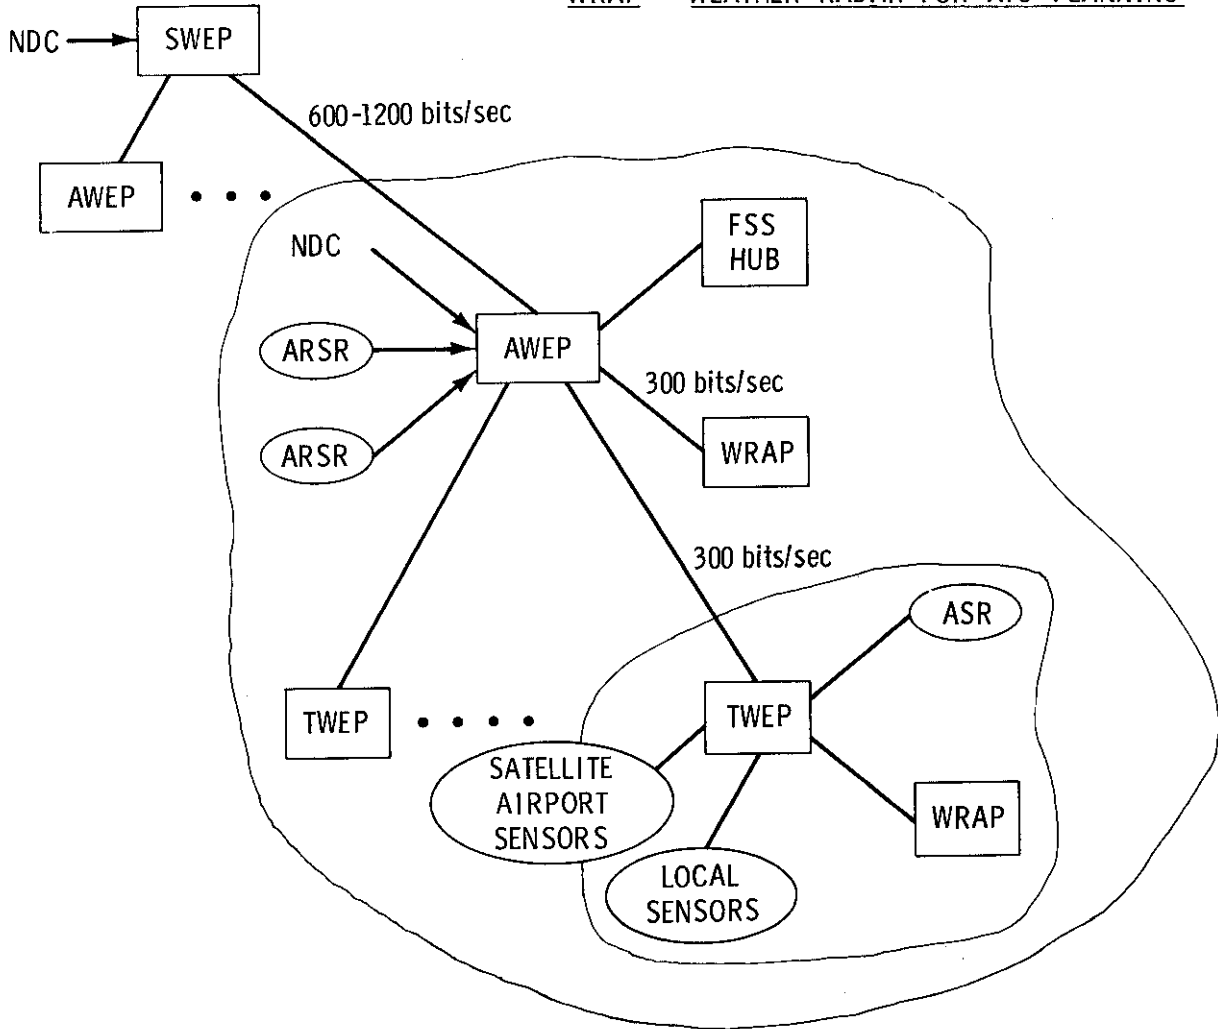 NDC
SWEP
600-1200 bits/sec
AWEP
NDC
FSS
HUB
ARSR
AWEP
300 bits/sec
ARSR
WRAP
300 bits/sec
ASR
TWEP
TWEP
SATELLITE
AIRPORT
SENSORS
WRAP
LOCAL
SENSORS